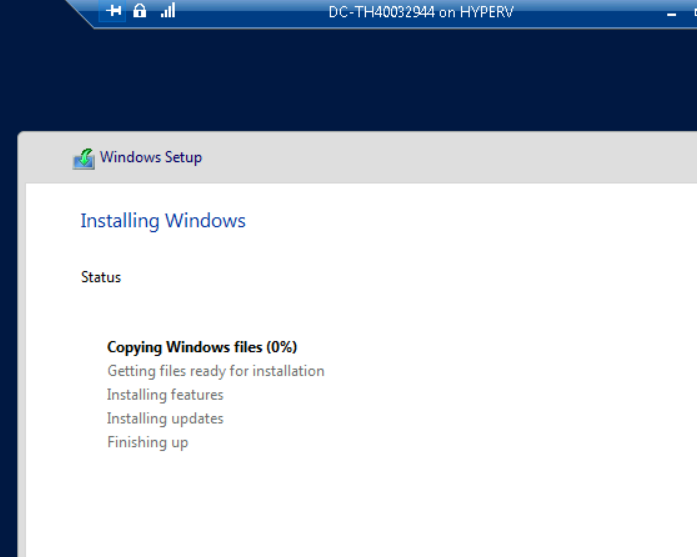 DC-TH40032944 on HYPERV
Windows Setup
Installing Windows
Status
Copying Windows files (0%)
Getting files ready for installation
Installing features
Installing updates
Finishing up